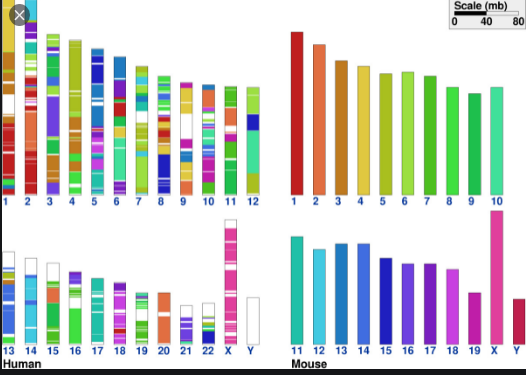 Scale (mb)
0 40 80
1 2 3 4 5 6 7 8 9 10 11 12
1 2 3 4 5 6 7 8 9 10
13 14 15 16 17 18 19 20 21 22 X Y
11 12 13 14 15 16 17 18 19 X Y
Human
Mouse